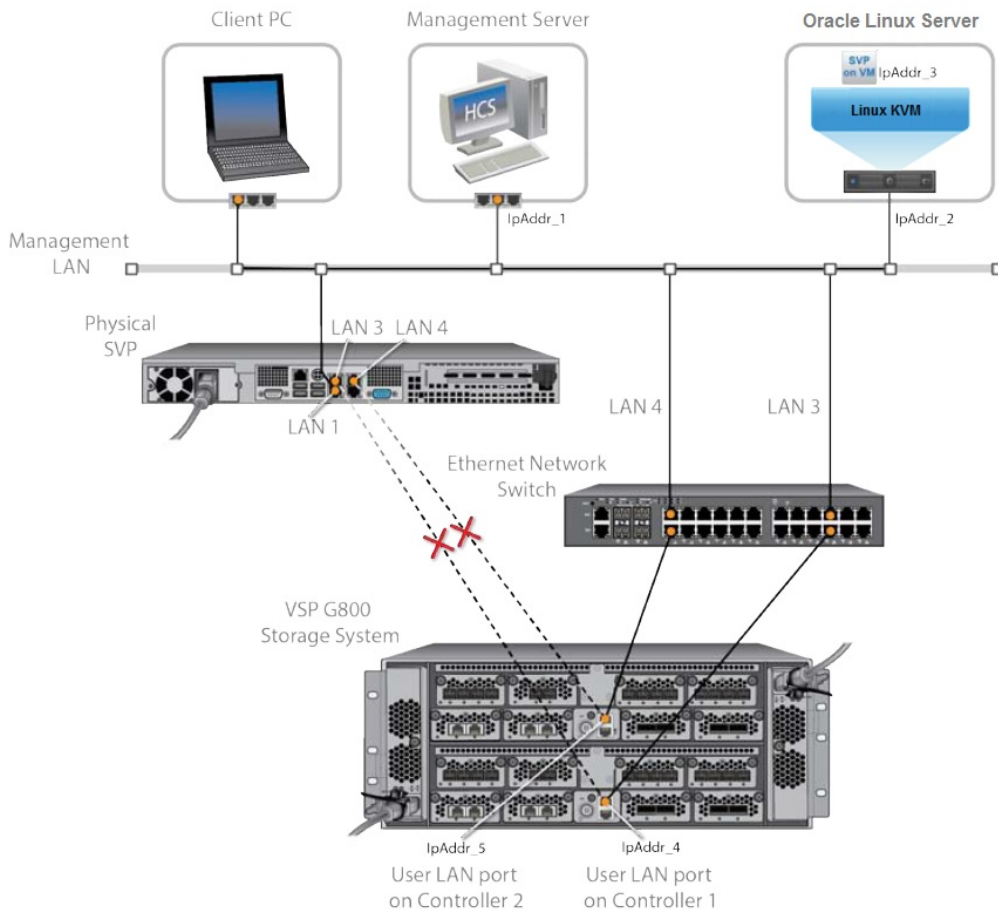 Client PC
Management Server
Oracle Linux Server
HCS
SVP
on VM
IpAddr_3
Linux KVM
IpAddr_1
IpAddr_2
Management
LAN
Physical
SVP
LAN 3
LAN 4
LAN 1
LAN 4
LAN 3
Ethernet Network
Switch
VSP G800
Storage System
IpAddr_5
IpAddr_4
User LAN port
on Controller 2
User LAN port
on Controller 1